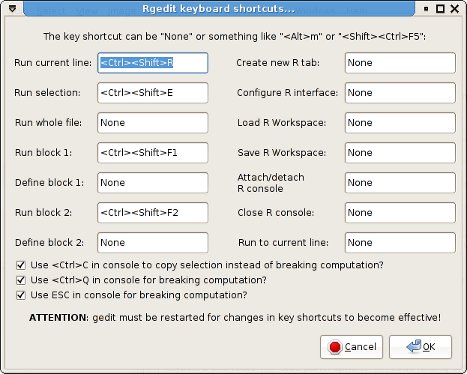 Rgedit keyboard shortcuts...
The key shortcut can be "None" or something like "<Alt>m" or "<Shift><Ctrl>F5":
Run current line: <Ctrl><Shift>R Create new R tab: None
Run selection: <Ctrl><Shift>E Configure R interface: None
Run whole file: None Load R Workspace: None
Run block 1: <Ctrl><Shift>F1 Save R Workspace: None
Define block 1: None Attach/detach R console None
Run block 2: <Ctrl><Shift>F2 Close R console: None
Define block 2: None Run to current line: None
Use <Ctrl>C in console to copy selection instead of breaking computation?
Use <Ctrl>Q in console for breaking computation?
Use ESC in console for breaking computation?
ATTENTION: gedit must be restarted for changes in key shortcuts to become effective!
Cancel OK